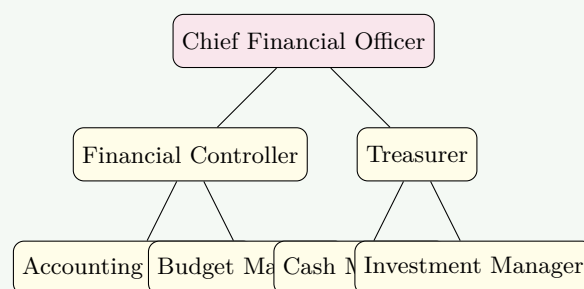 Chief Financial Officer
Financial Controller
Treasurer
Accounting
Budget Ma
Cash
Investment Manager